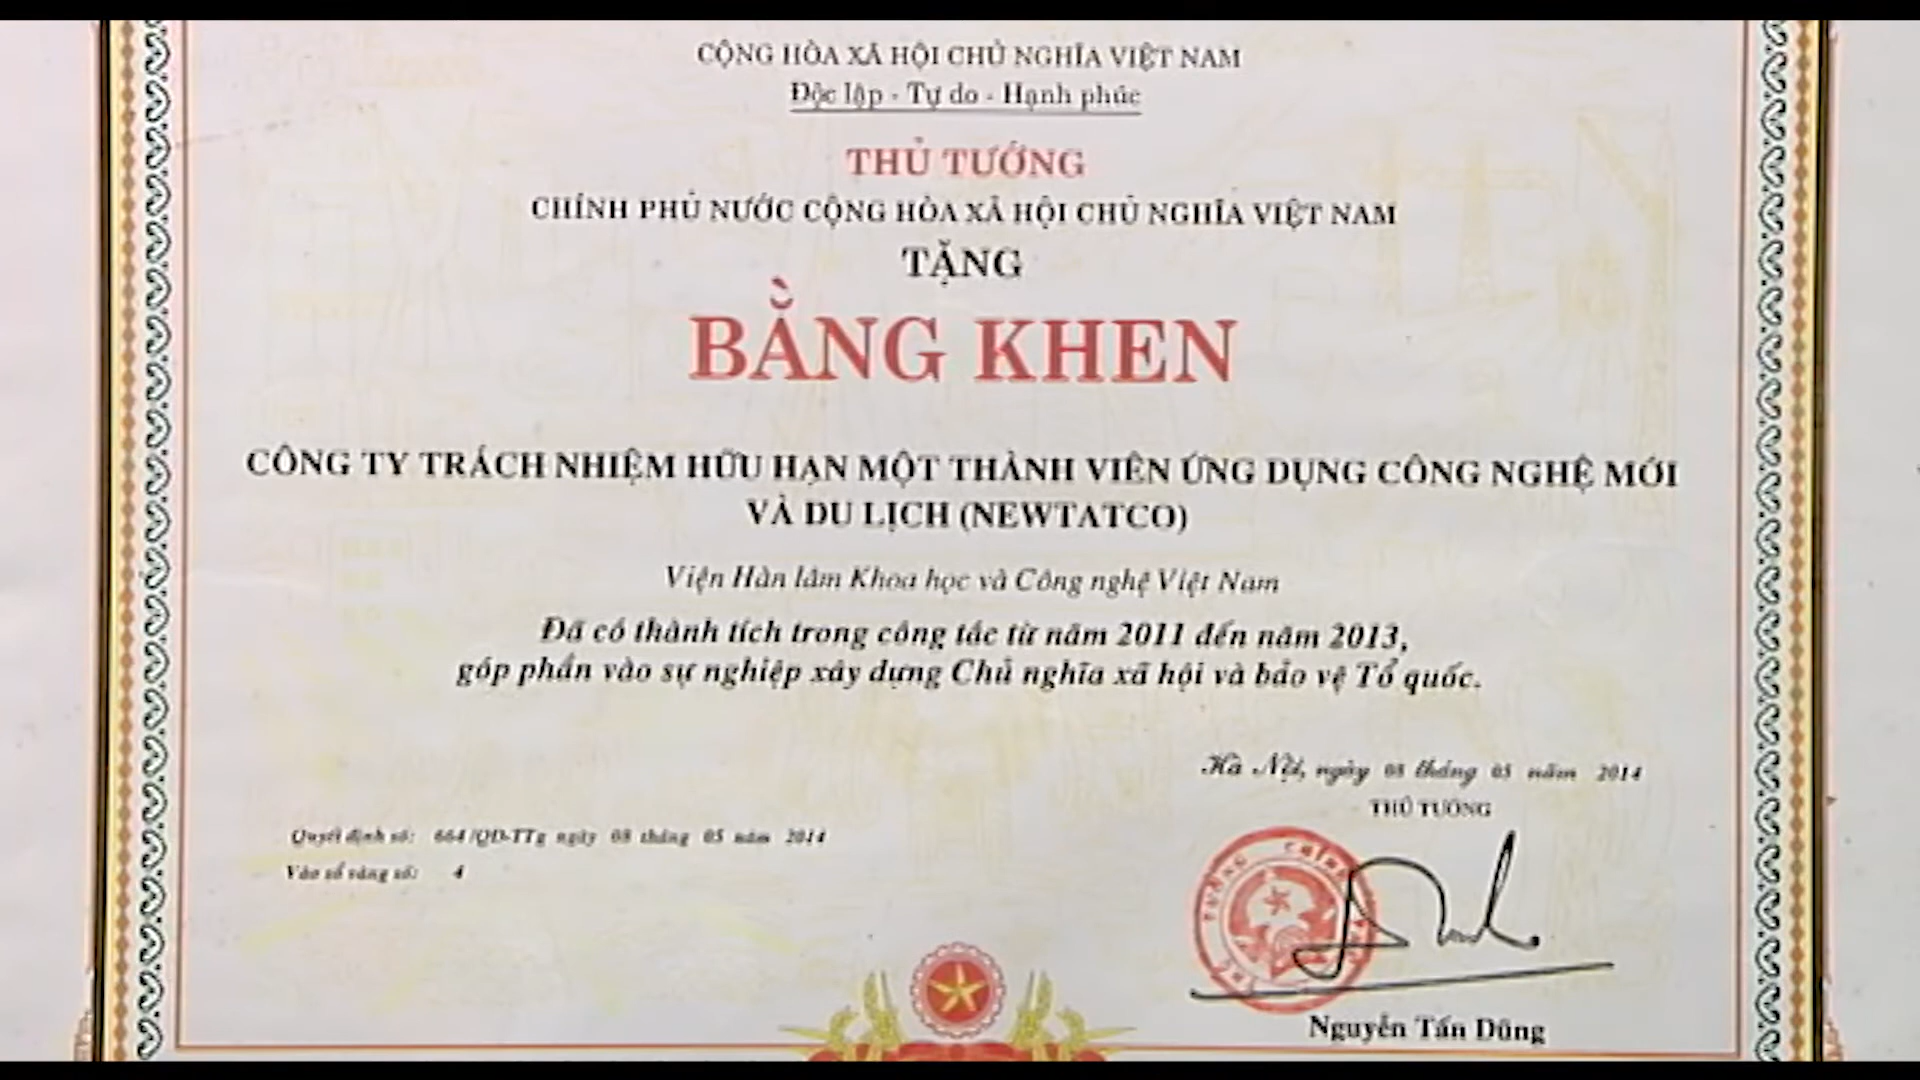 CỘNG HÒA XÃ HỘI CHỦ NGHĨA VIỆT NAM
Độc lập - Tự do - Hạnh phúc
THỦ TƯỚNG
CHÍNH PHỦ NƯỚC CỘNG HÒA XÃ HỘI CHỦ NGHĨA VIỆT NAM
TẶNG
BẰNG KHEN
CÔNG TY TRÁCH NHIỆM HỮU HẠN MỘT THÀNH VIÊN ỨNG DỤNG CÔNG NGHỆ MỚI
VÀ DU LỊCH (NEWTATCO)
Viện Hàn lâm Khoa học và Công nghệ Việt Nam
Đã có thành tích trong công tác từ năm 2011 đến năm 2013,
góp phần vào sự nghiệp xây dựng Chủ nghĩa xã hội và bảo vệ Tổ quốc.
Hà Nội, ngày 08 tháng 05 năm 2014
THỦ TƯỚNG
Quyết định số: 664/QĐ-TTg ngày 08 tháng 05 năm 2014
Vào sổ vàng số: 4
Nguyễn Tấn Dũng